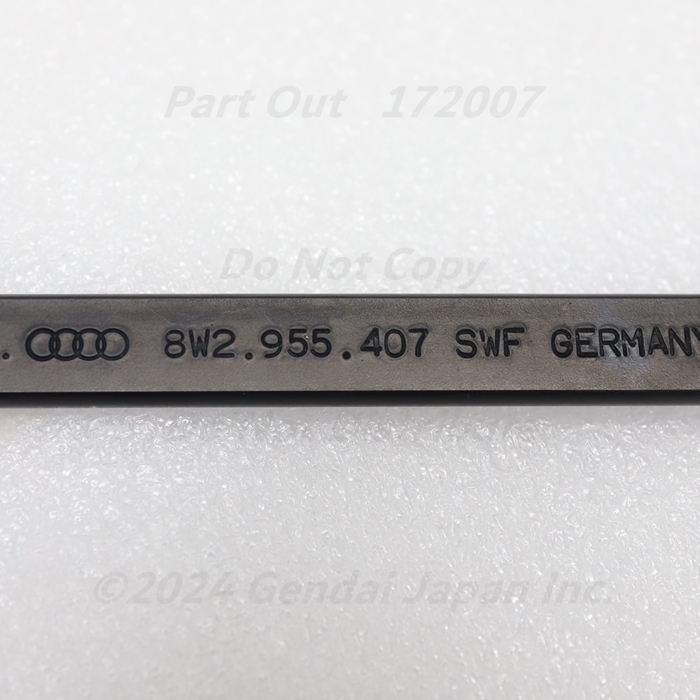 Part Out 172007
Do Not Copy
. 8W2.955.407 SWF GERMANY
©2024 Gendai Japan Inc.